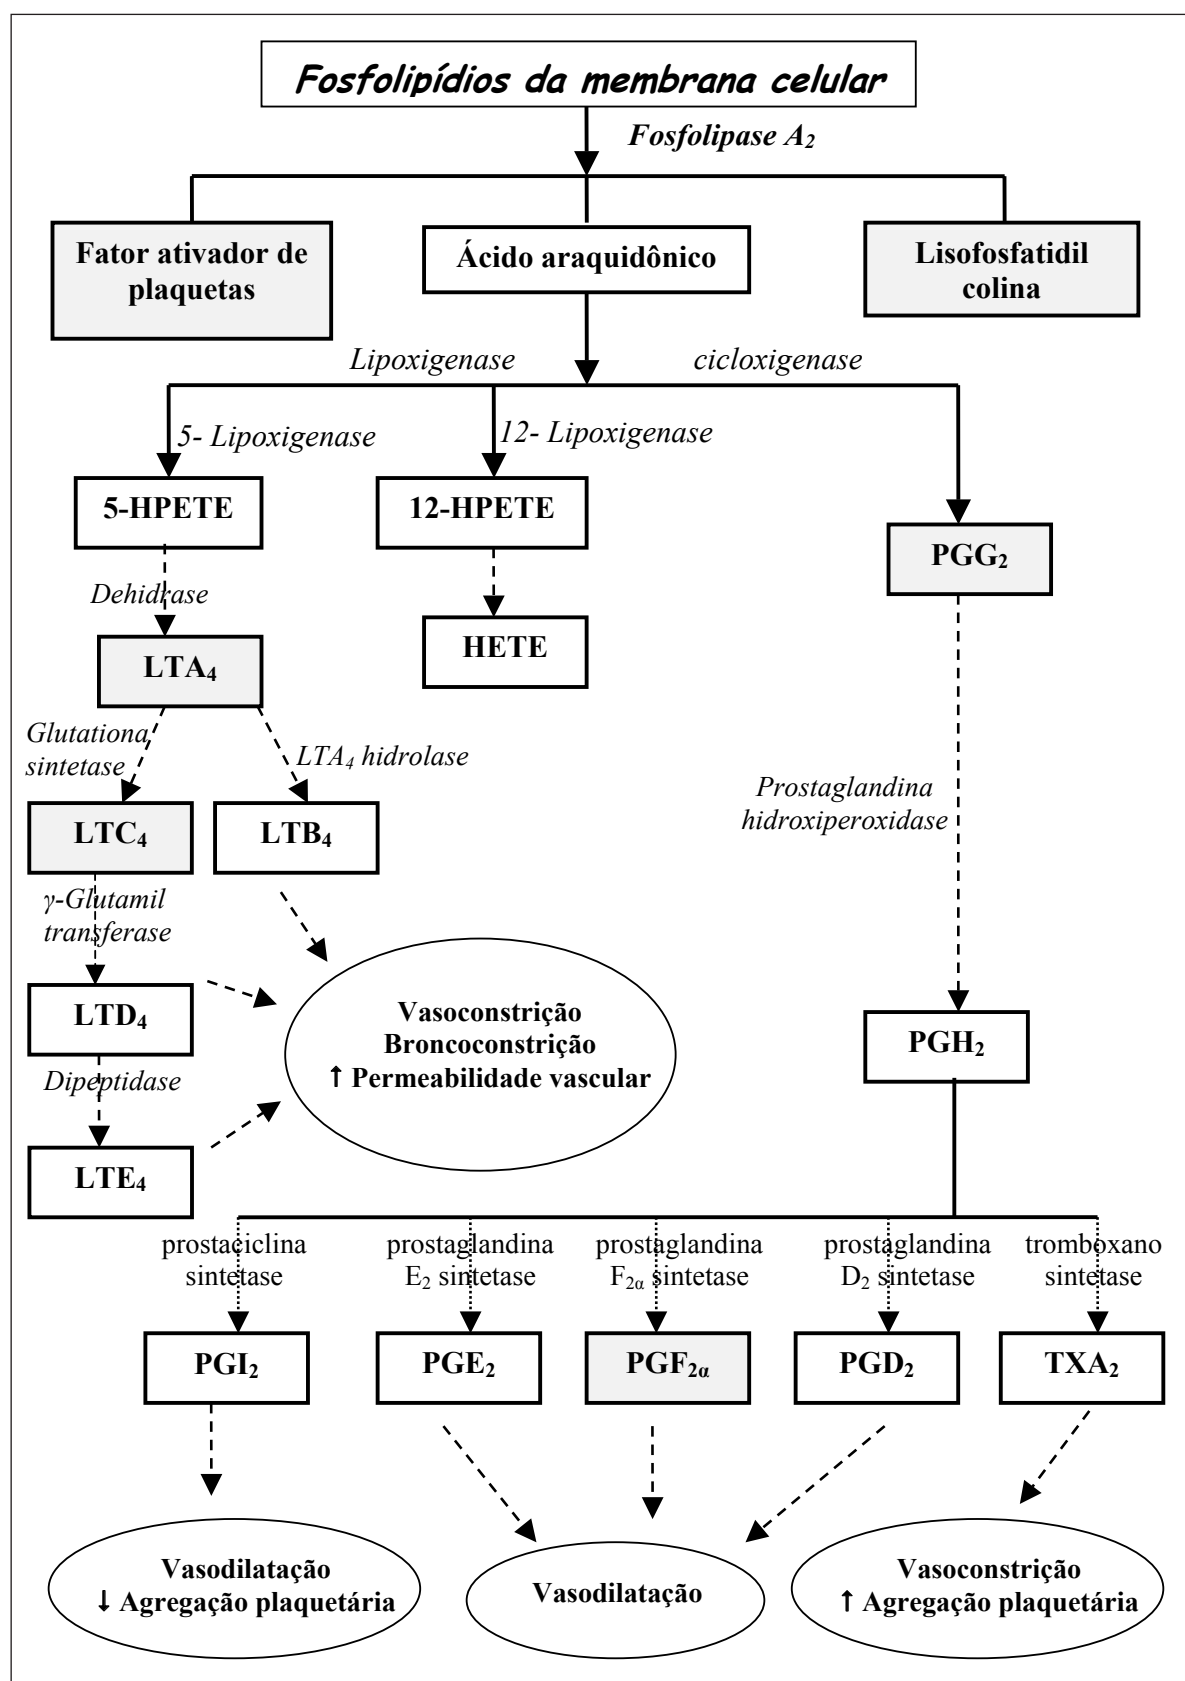 Fosfolipídios da membrana celular
Fosfolipase A₂
Fator ativador de
plaquetas
Ácido araquidônico
Lisofosfatidil
colina
Lipoxigenase
cicloxigenase
5- Lipoxigenase
12- Lipoxigenase
5-HPETE
12-HPETE
PGG₂
Dehidrase
HETE
LTA₄
Glutationa
sintetase
LTA₄ hidrolase
Prostaglandina
hidroxiperoxidase
LTC₄
LTB₄
γ-Glutamil
transferase
LTD₄
Vasoconstrição
Broncoconstrição
↑ Permeabilidade vascular
PGH₂
Dipeptidase
LTE₄
prostaciclina
sintetase
prostaglandina
E₂ sintetase
prostaglandina
F₂α sintetase
prostaglandina
D₂ sintetase
tromboxano
sintetase
PGI₂
PGE₂
PGF₂α
PGD₂
TXA₂
Vasodilatação
↓ Agregação plaquetária
Vasodilatação
Vasoconstrição
↑ Agregação plaquetária